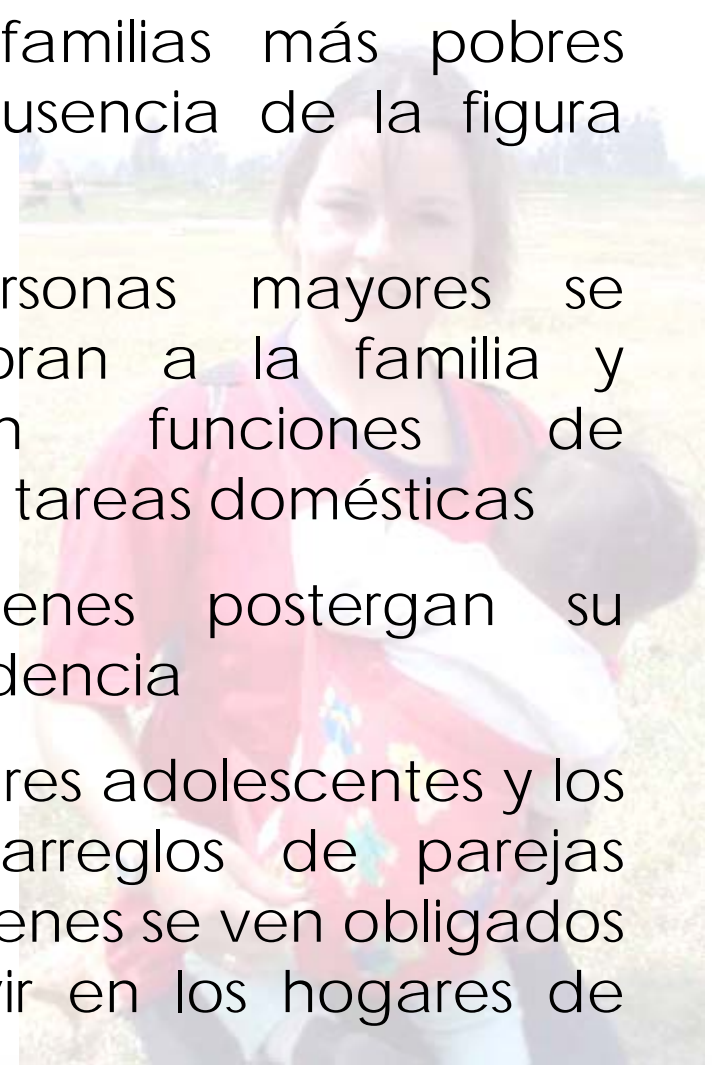 familias más pobres
usencia de la figura
rsonas mayores se
oran a la familia y
n funciones de
tareas domésticas
enes postergan su
dencia
res adolescentes y los
arreglos de parejas
enes se ven obligados
ir en los hogares de